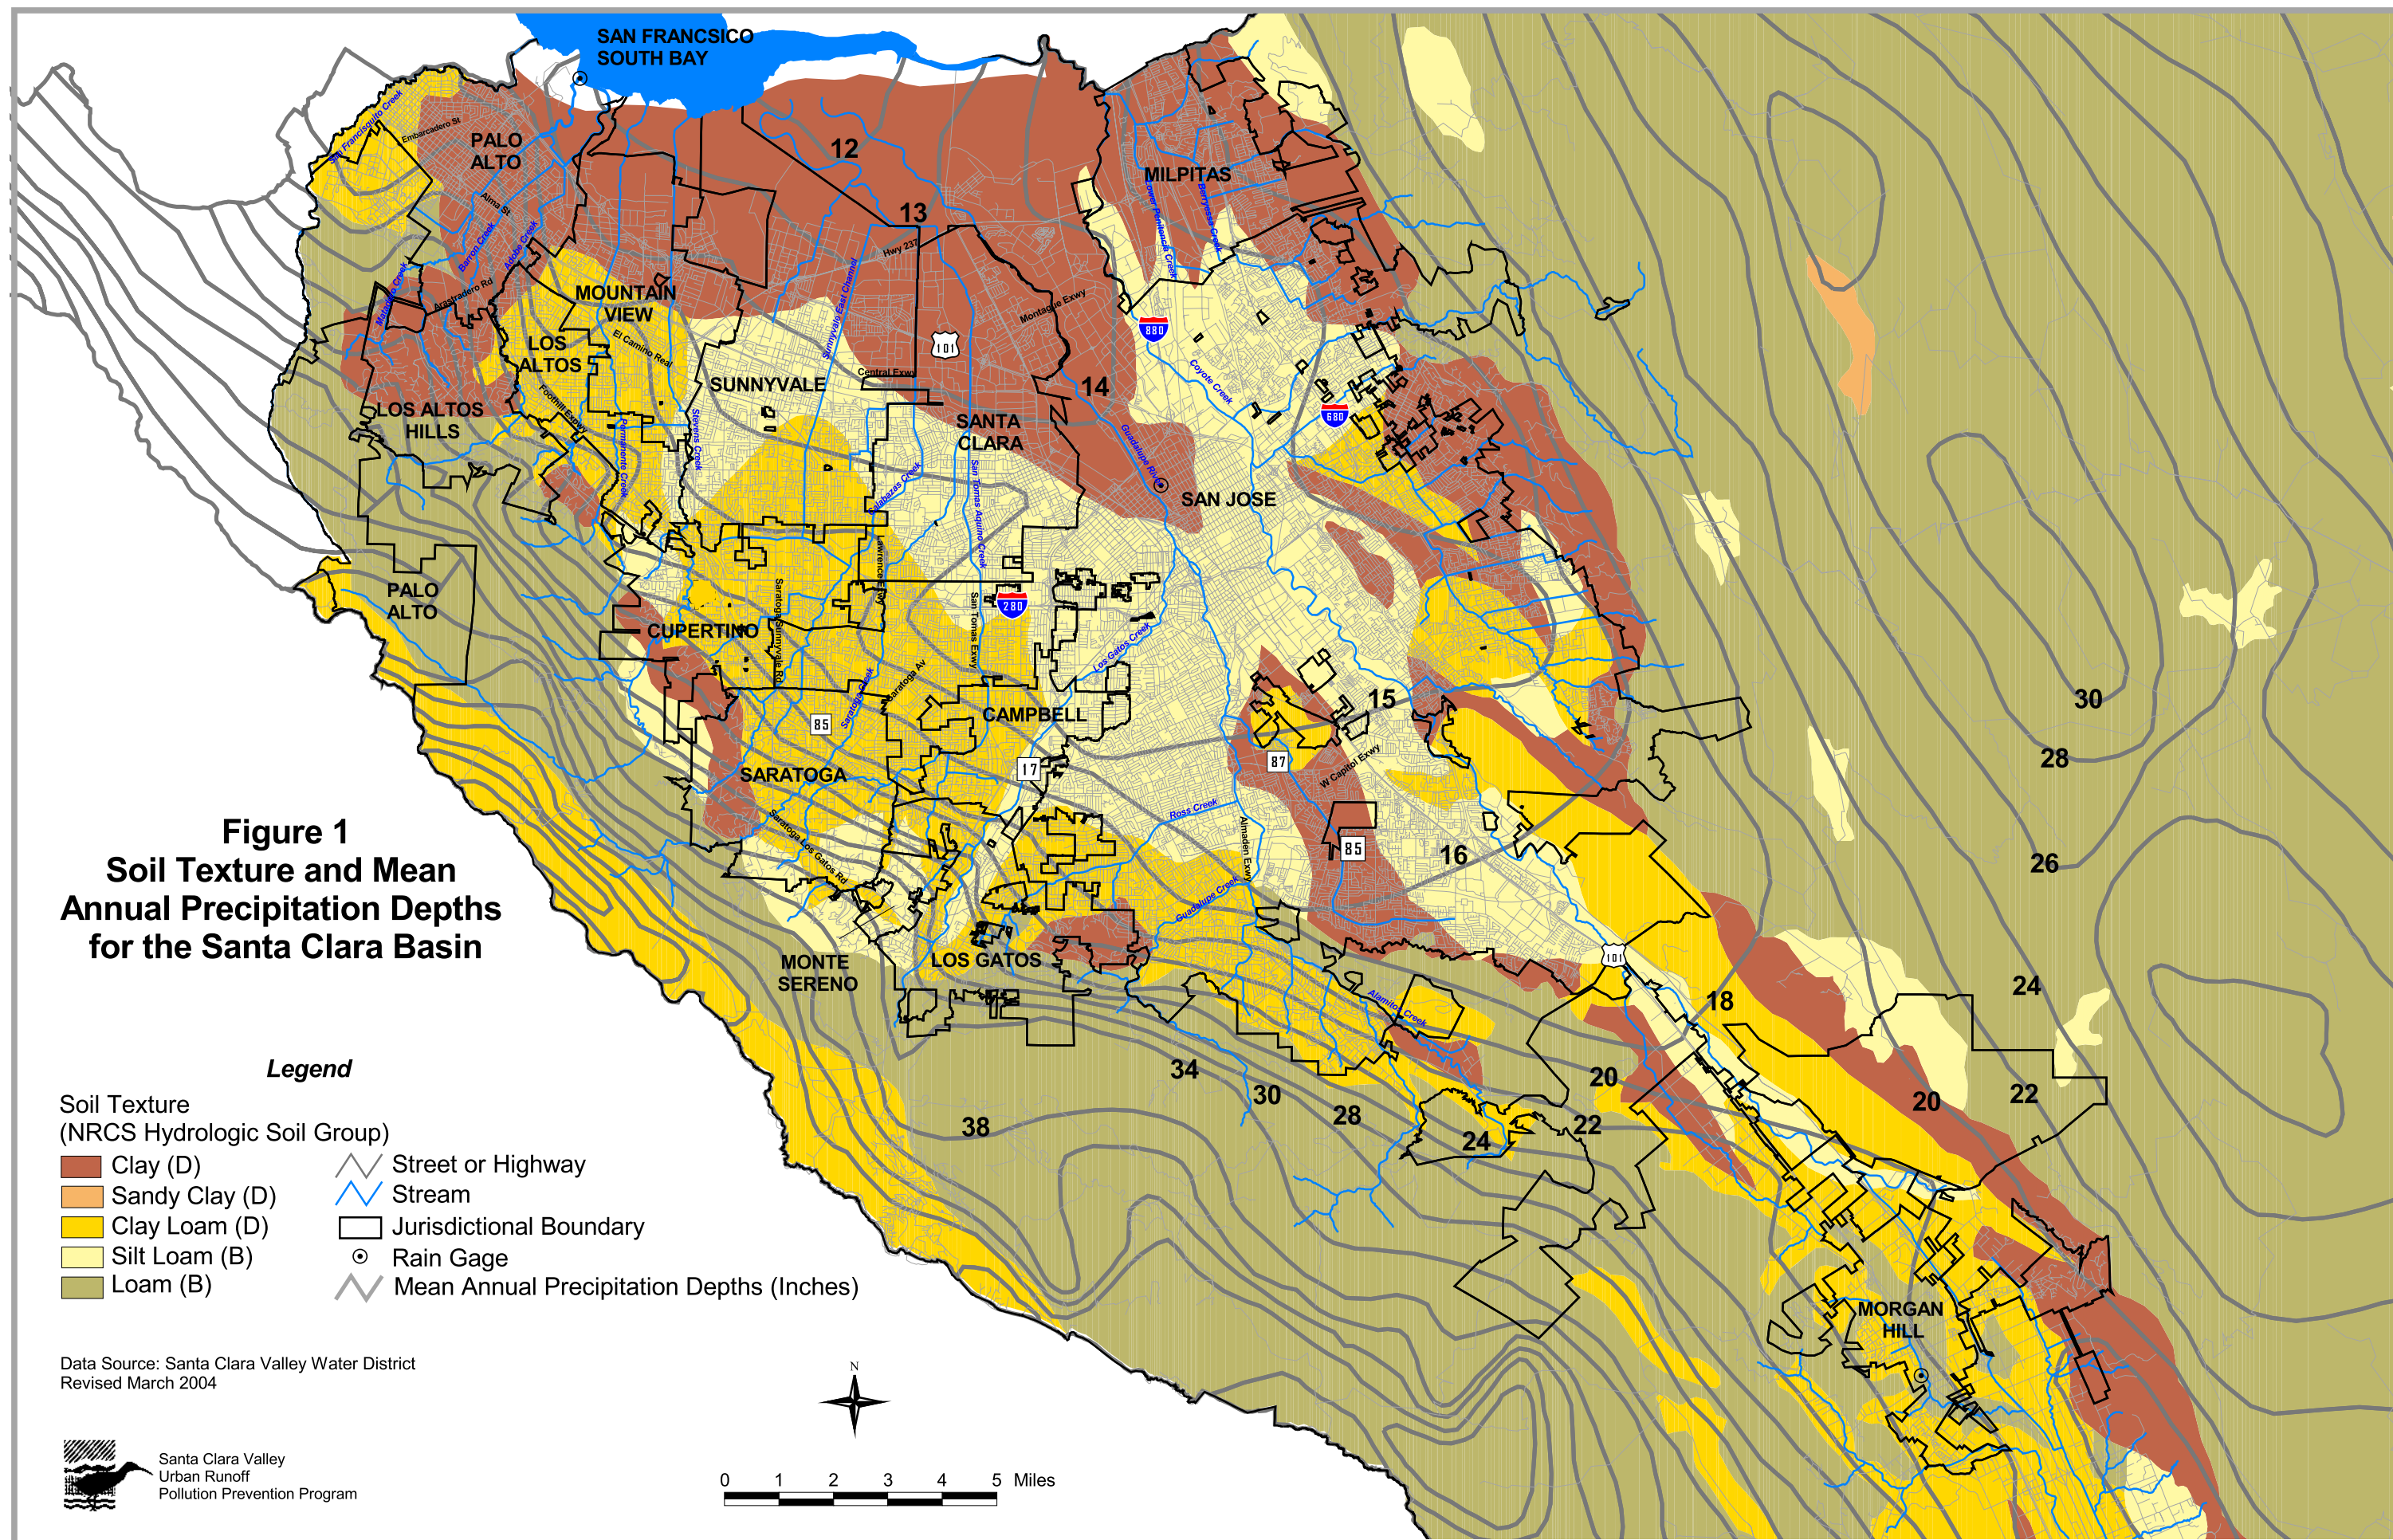 SAN FRANCSICO
SOUTH BAY
San Francisquito Creek
Embarcadero St
PALO
ALTO
12
MILPITAS
Lower Penitencia Creek
Berryessa Creek
Alma St
13
Barron Creek
Adobe Creek
Hwy 237
Matadero Creek
Arastradero Rd
MOUNTAIN
VIEW
Sunnyvale East Channel
Montague Expwy
880
LOS
ALTOS
El Camino Real
101
Central Expwy
SUNNYVALE
14
Coyote Creek
680
Foothill Expwy
LOS ALTOS
HILLS
SANTA
CLARA
Permanente Creek
Stevens Creek
Guadalupe River
Calabazas Creek
San Tomas Aquino Creek
SAN JOSE
PALO
ALTO
Lawrence Expwy
Saratoga Sunnyvale Rd
San Tomas Expwy
280
CUPERTINO
Los Gatos Creek
Saratoga Creek
Saratoga Av
15
30
CAMPBELL
85
28
SARATOGA
17
87
W Capitol Expwy
Ross Creek
Almaden Expwy
85
16
26
Saratoga Los Gatos Rd
Guadalupe Creek
Figure 1
Soil Texture and Mean
Annual Precipitation Depths
for the Santa Clara Basin
MONTE
SERENO
LOS GATOS
101
24
18
Alamitos Creek
34
20
30
22
20
28
22
38
24
Legend
Soil Texture
(NRCS Hydrologic Soil Group)
Clay (D)
Sandy Clay (D)
Clay Loam (D)
Silt Loam (B)
Loam (B)
Street or Highway
Stream
Jurisdictional Boundary
Rain Gage
Mean Annual Precipitation Depths (Inches)
MORGAN
HILL
Data Source: Santa Clara Valley Water District
Revised March 2004
N
Santa Clara Valley
Urban Runoff
Pollution Prevention Program
0 1 2 3 4 5 Miles